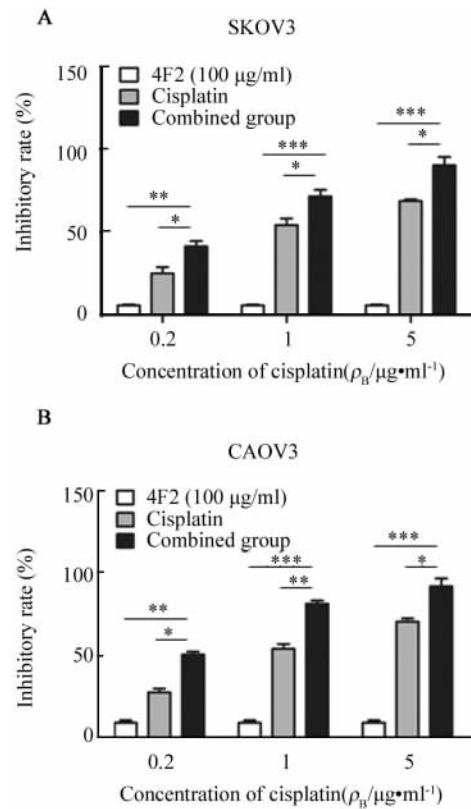 A
SKOV3
150
100
50
0
Inhibitory rate (%)
4F2 (100 μg/ml)
Cisplatin
Combined group
**
*
***
*
***
*
0.2 1 5
Concentration of cisplatin(ρB/μg•ml-1)
B
CAOV3
150
100
50
0
Inhibitory rate (%)
4F2 (100 μg/ml)
Cisplatin
Combined group
**
*
***
**
***
*
0.2 1 5
Concentration of cisplatin(ρB/μg•ml-1)